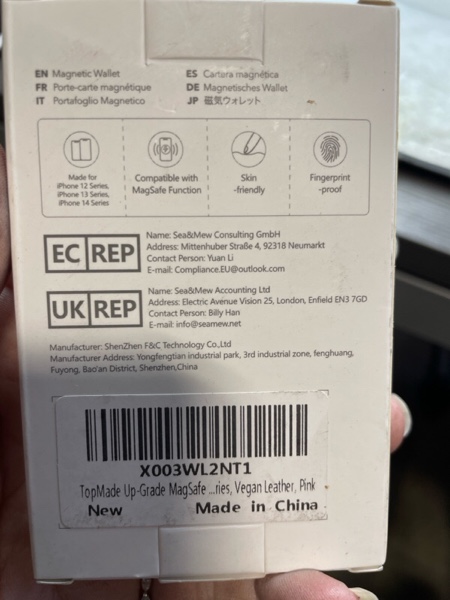 EN Magnetic Wallet
FR Porte-carte magnétique
IT Portafoglio Magnetico
ES Cartura magnética
DE Magnetisches Wallet
JP 磁気ウォレット
Made for
iPhone 12 Series,
iPhone 13 Series,
iPhone 14 Series
Compatible with
MagSafe Function
Skin
-friendly
Fingerprint
-proof
EC REP
Name: Sea&Mew Consulting GmbH
Address: Mittenhuber Straße 4, 92318 Neumarkt
Contact Person: Yuan Li
E-mail: Compliance.EU@outlook.com
UK REP
Name: Sea&Mew Accounting Ltd
Address: Electric Avenue Vision 25, London, Enfield EN3 7GD
Contact Person: Billy Han
E-mail: info@seamew.net
Manufacturer: ShenZhen F&C Technology Co.,Ltd
Manufacturer Address: Yongfengtian industrial park, 3rd industrial zone, fenghuang,
Fuyong, Bao'an District, Shenzhen,China
X003WL2NT1
TopMade Up-Grade MagSafe ...ries, Vegan Leather, Pink
New Made in China